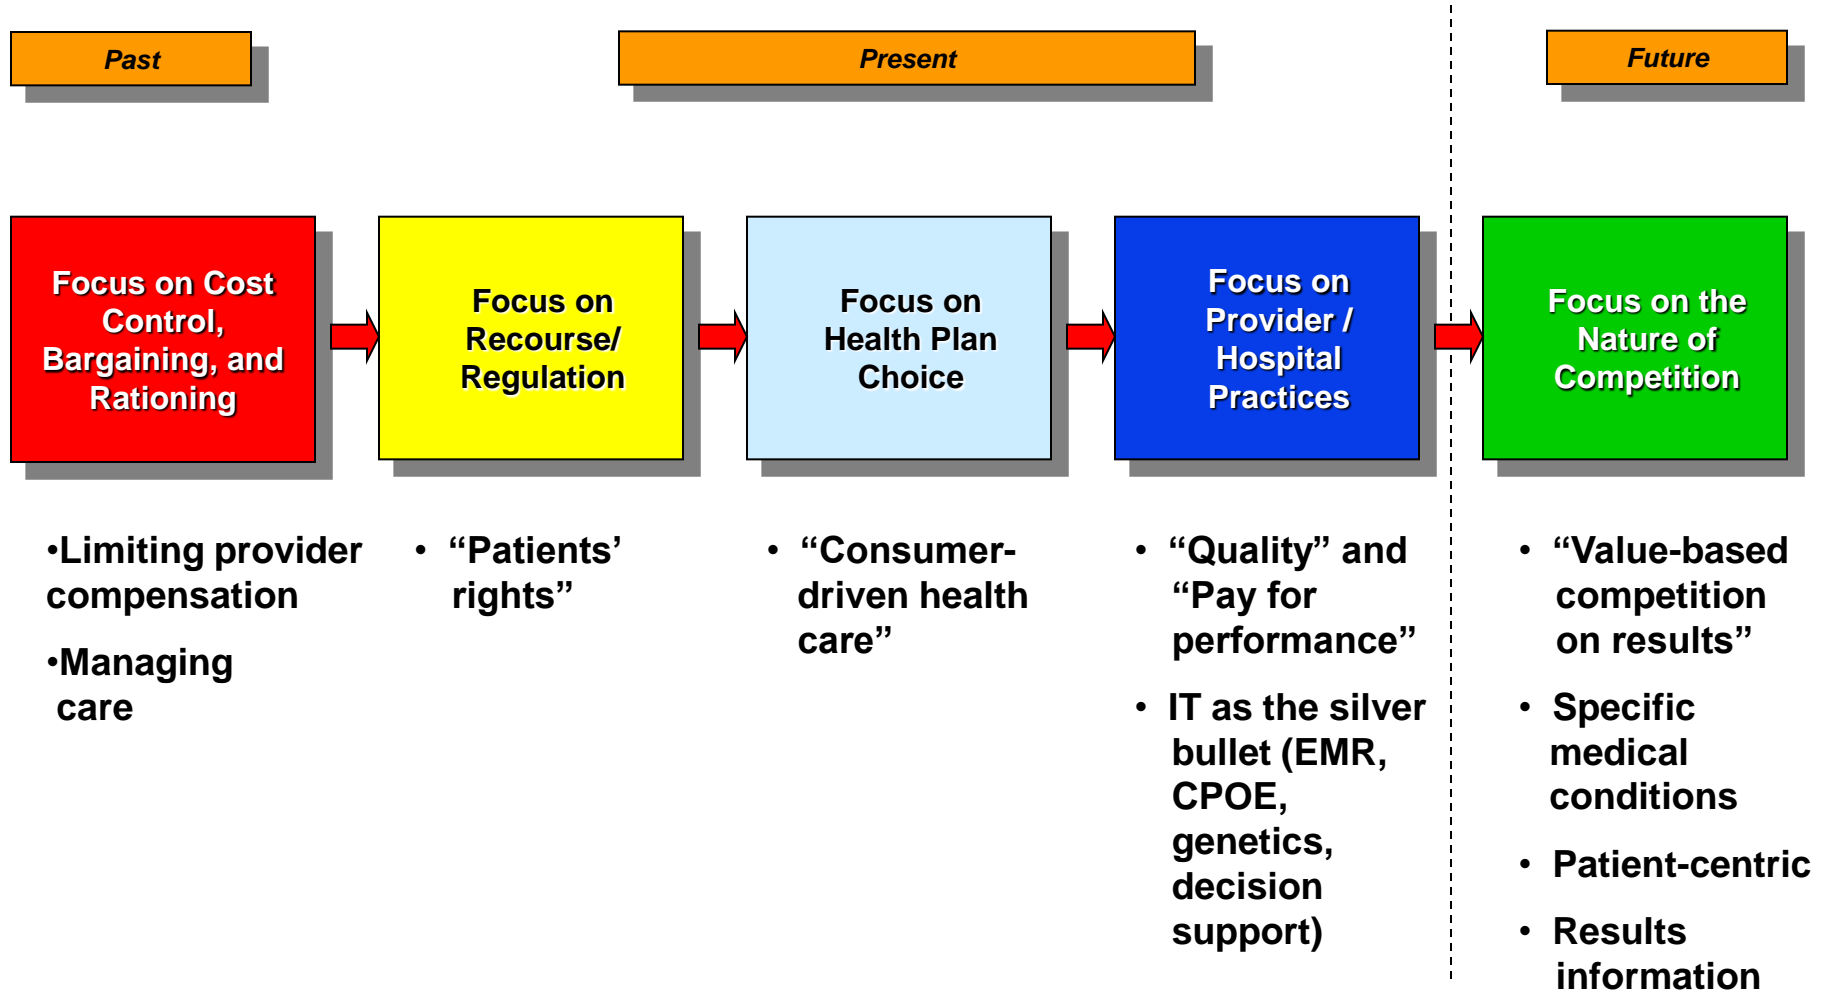 Past
Present
Future
Focus on Cost
Control,
Bargaining, and
Rationing
Focus on
Recourse/
Regulation
Focus on
Health Plan
Choice
Focus on
Provider /
Hospital
Practices
Focus on the
Nature of
Competition
•Limiting provider
compensation
•Managing
care
• “Patients’
rights”
• “Consumer-
driven health
care”
• “Quality” and
“Pay for
performance”
• IT as the silver
bullet (EMR,
CPOE,
genetics,
decision
support)
• “Value-based
competition
on results”
• Specific
medical
conditions
• Patient-centric
• Results
information